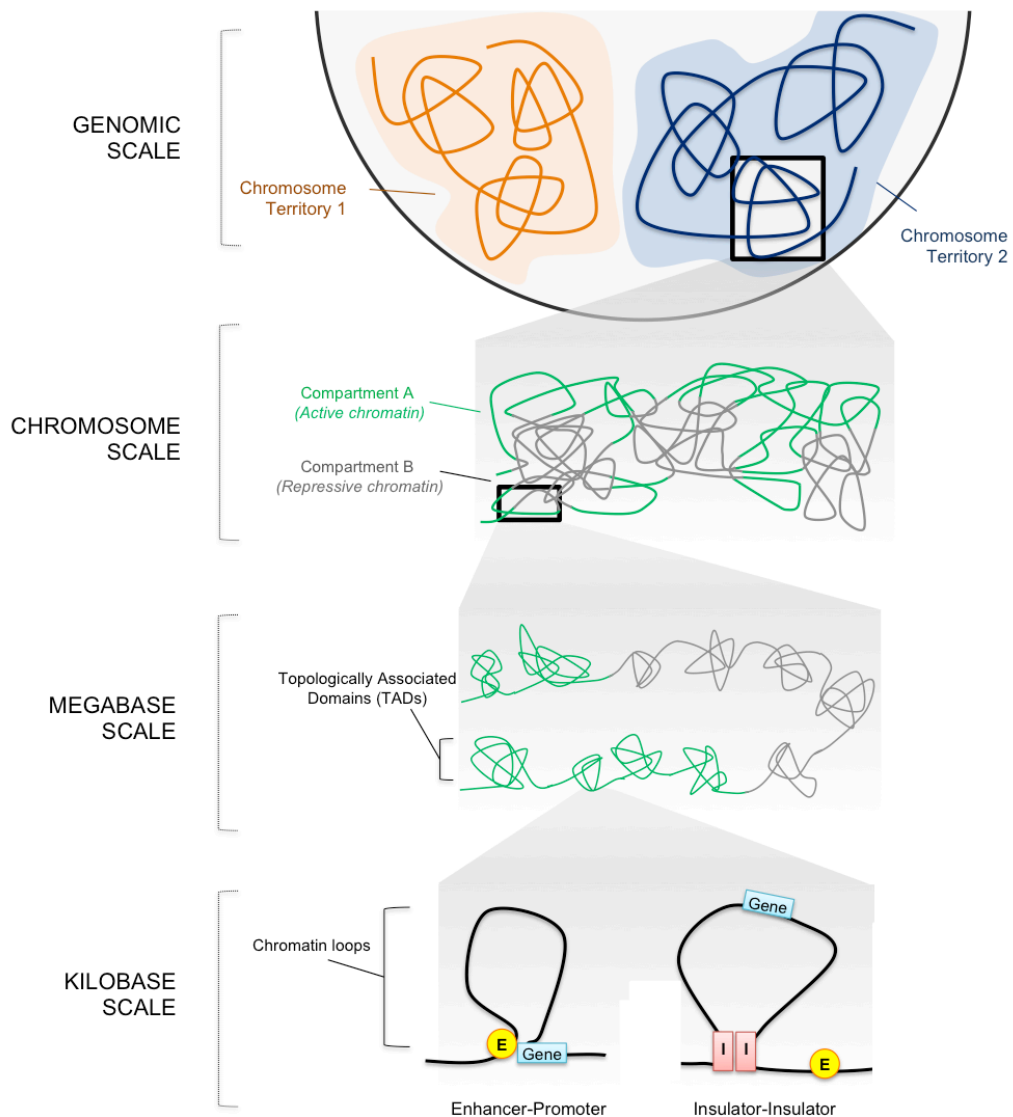 GENOMIC
SCALE
Chromosome
Territory 1
Chromosome
Territory 2
CHROMOSOME
SCALE
Compartment A
(Active chromatin)
Compartment B
(Repressive chromatin)
MEGABASE
SCALE
Topologically Associated
Domains (TADs)
KILOBASE
SCALE
Chromatin loops
E
Gene
Gene
I I
E
Enhancer-Promoter
Insulator-Insulator